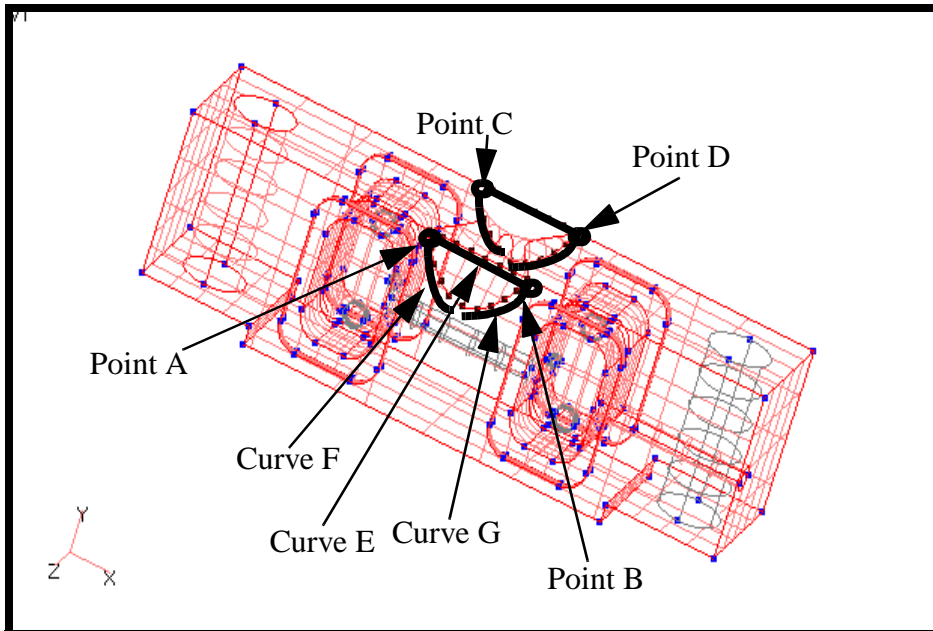 Point C
Point D
Point A
Curve F
Curve E
Curve G
Point B
Y
Z
X